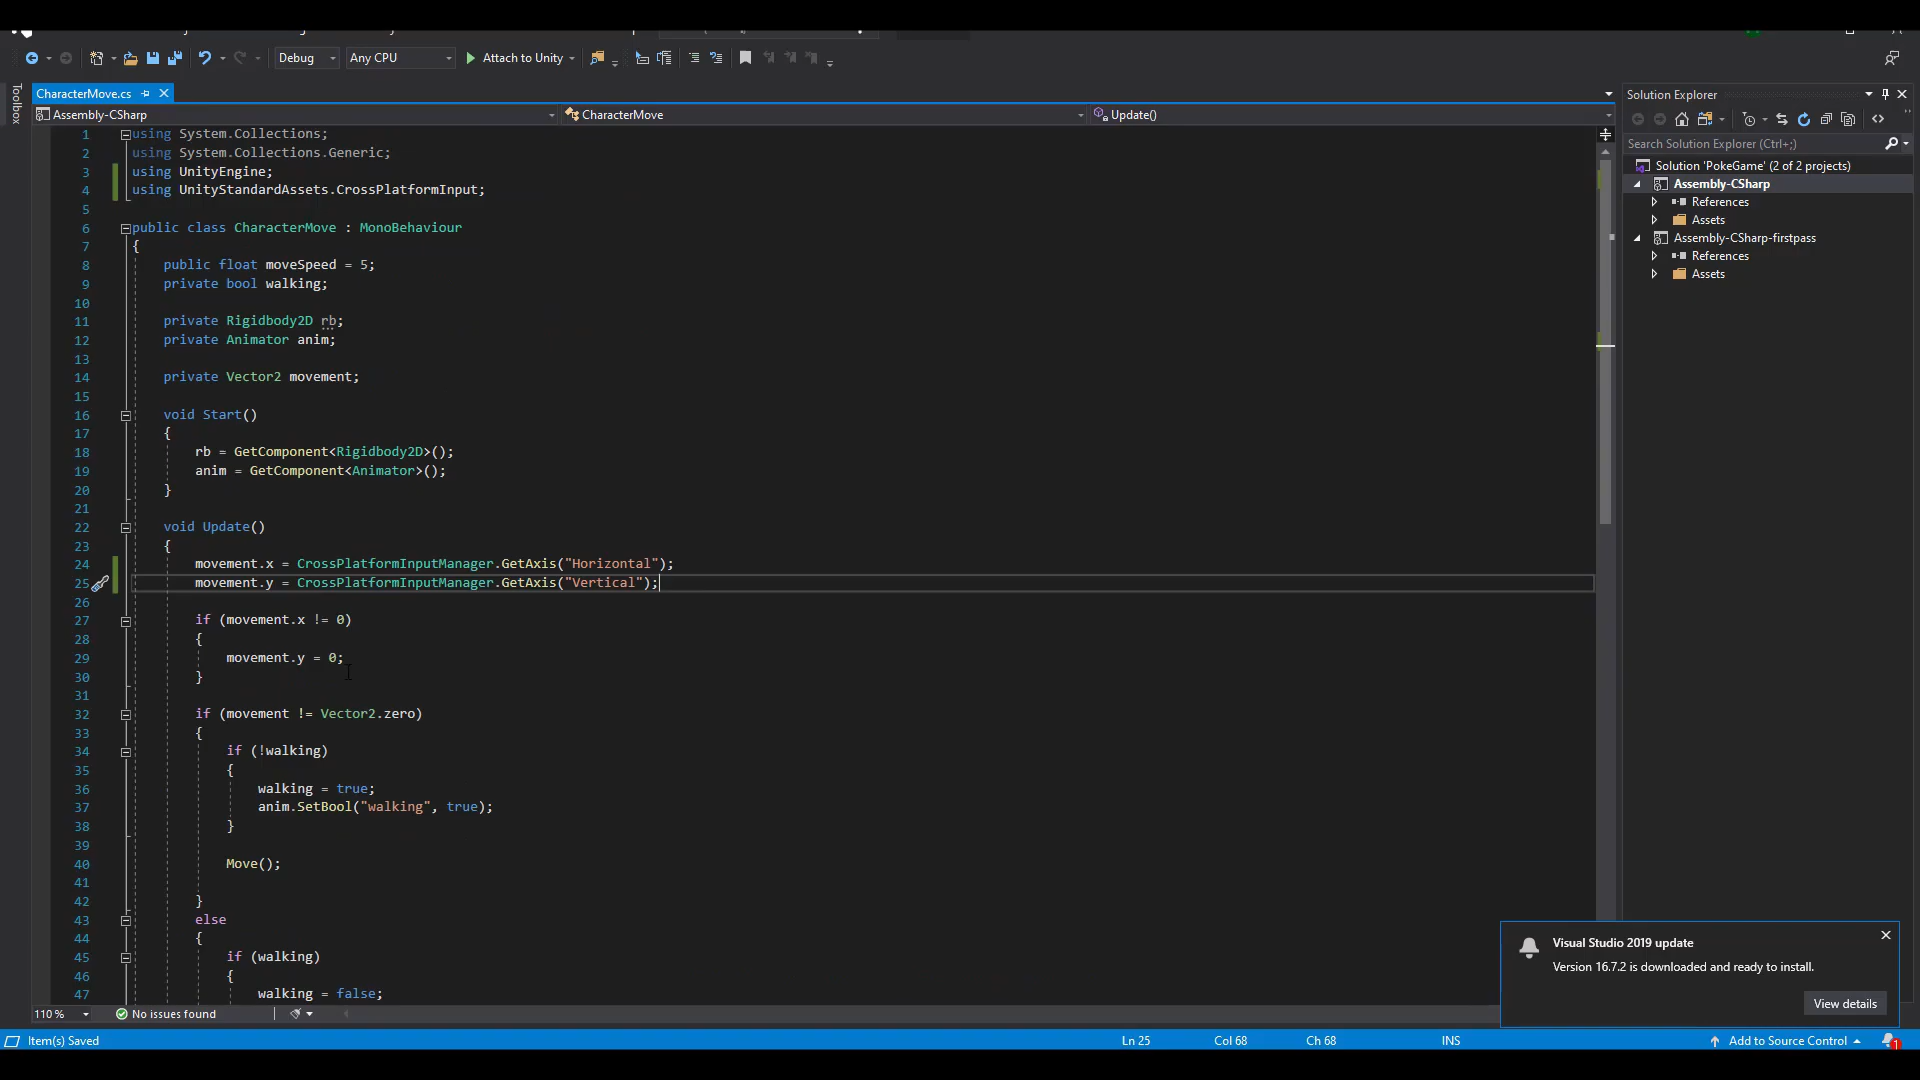 Debug
Any CPU
Attach to Unity
Toolbox
CharacterMove.cs
Assembly-CSharp
CharacterMove
Update()
1 using System.Collections;
2 using System.Collections.Generic;
3 using UnityEngine;
4 using UnityStandardAssets.CrossPlatformInput;
5
6 public class CharacterMove : MonoBehaviour
7 {
8 public float moveSpeed = 5;
9 private bool walking;
10
11 private Rigidbody2D rb;
12 private Animator anim;
13
14 private Vector2 movement;
15
16 void Start()
17 {
18 rb = GetComponent<Rigidbody2D>();
19 anim = GetComponent<Animator>();
20 }
21
22 void Update()
23 {
24 movement.x = CrossPlatformInputManager.GetAxis("Horizontal");
25 movement.y = CrossPlatformInputManager.GetAxis("Vertical");
26
27 if (movement.x != 0)
28 {
29 movement.y = 0;
30 }
31
32 if (movement != Vector2.zero)
33 {
34 if (!walking)
35 {
36 walking = true;
37 anim.SetBool("walking", true);
38 }
39
40 Move();
41
42 }
43 else
44 {
45 if (walking)
46 {
47 walking = false;
110 %
No issues found
Solution Explorer
Search Solution Explorer (Ctrl+;)
Solution 'PokeGame' (2 of 2 projects)
Assembly-CSharp
References
Assets
Assembly-CSharp-firstpass
References
Assets
Visual Studio 2019 update
Version 16.7.2 is downloaded and ready to install.
View details
Item(s) Saved
Ln 25
Col 68
Ch 68
INS
Add to Source Control
1